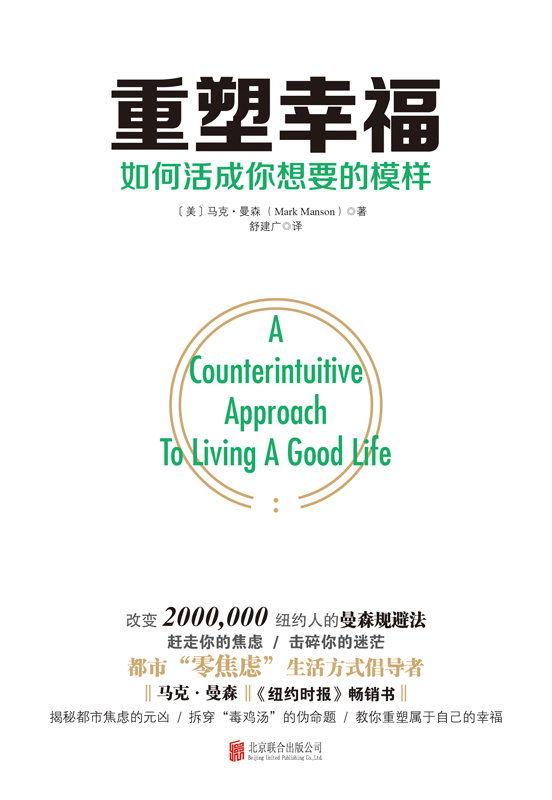 重塑幸福
如何活成你想要的模样
〔美〕马克·曼森（Mark Manson）◎著
舒建广◎译
A
Counterintuitive
Approach
To Living A Good Life
改变 2000,000 纽约人的曼森规避法
赶走你的焦虑 / 击碎你的迷茫
都市“零焦虑”生活方式倡导者
‖马克·曼森‖《纽约时报》畅销书‖
揭秘都市焦虑的元凶 / 拆穿“毒鸡汤”的伪命题 / 教你重塑属于自己的幸福
北京联合出版公司
Beijing United Publishing Co.,Ltd.